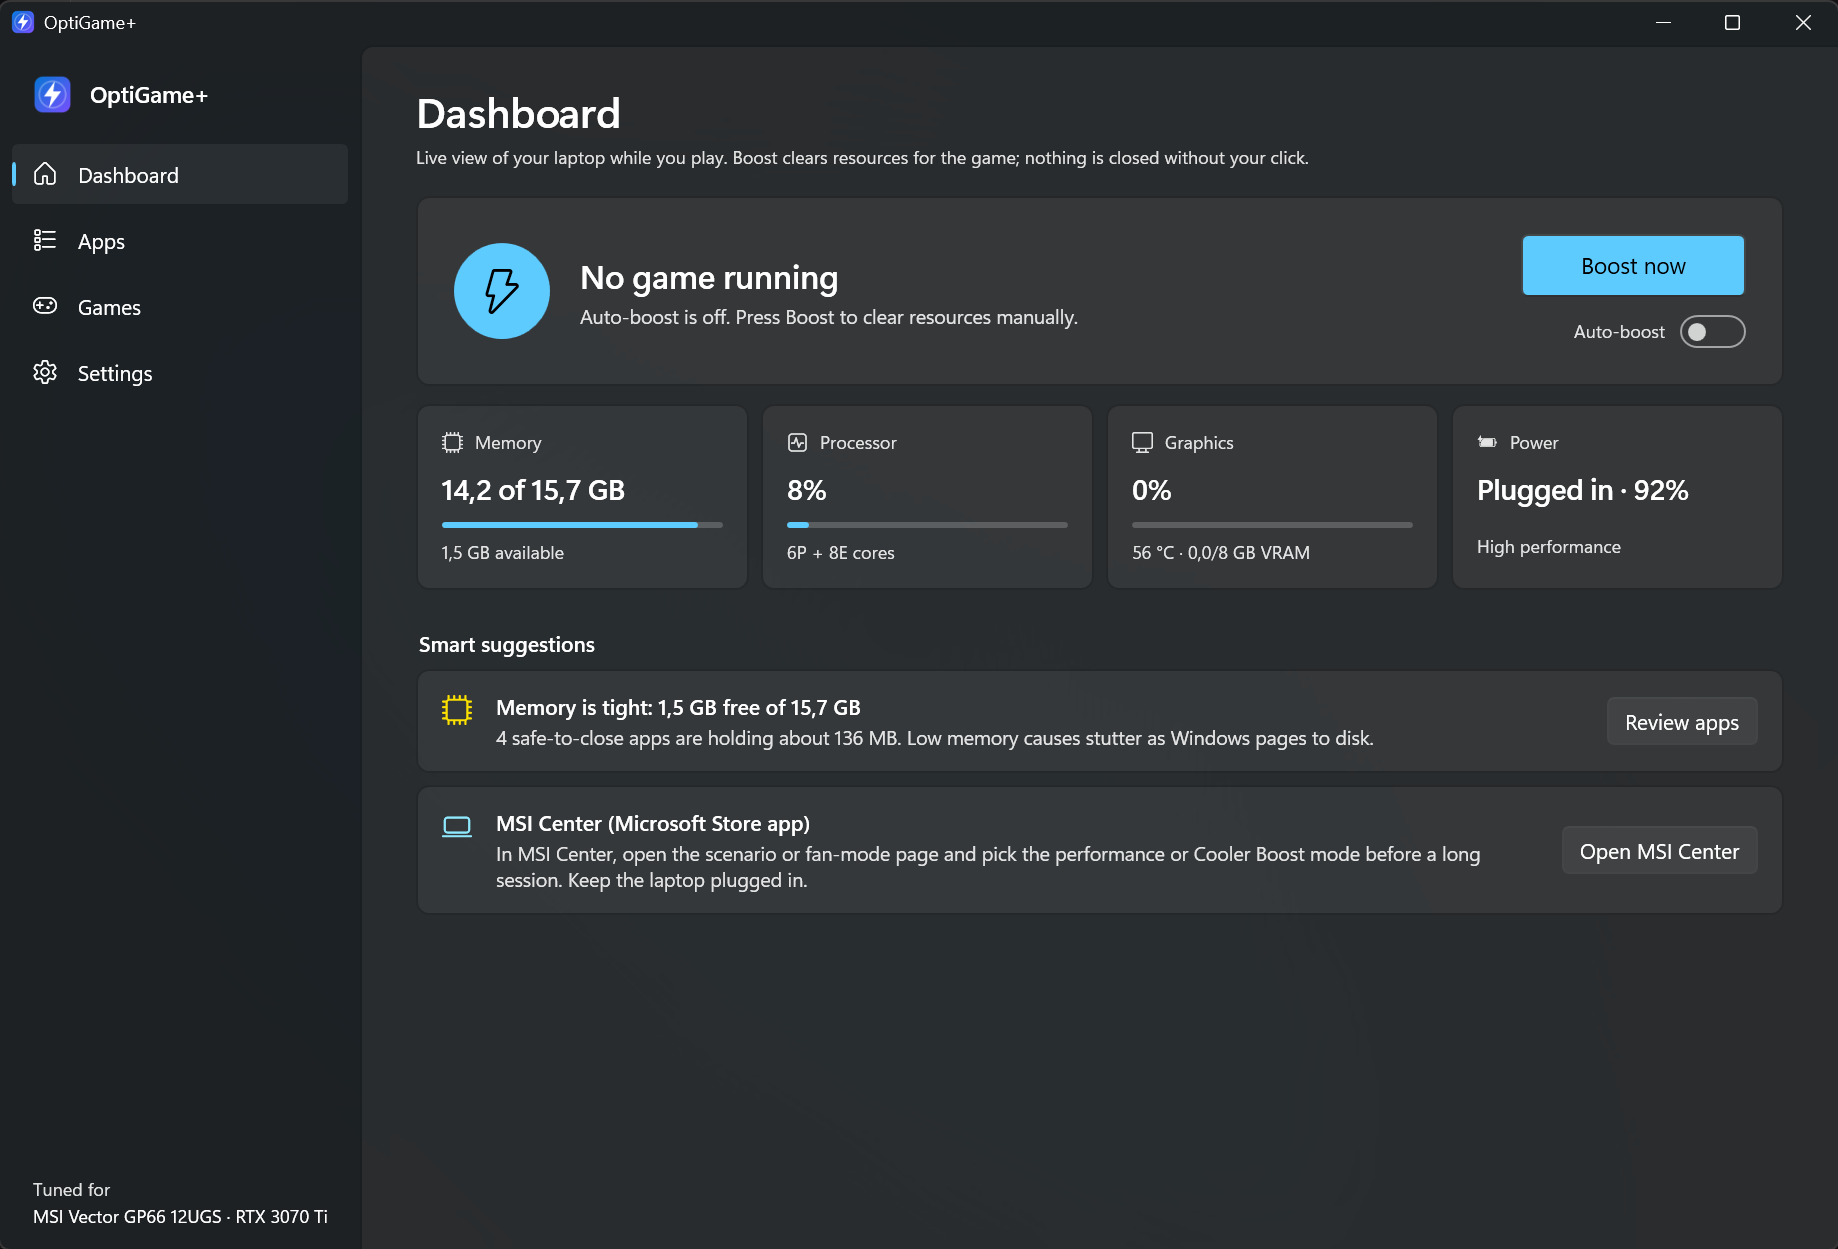 OptiGame+
OptiGame+
Dashboard
Apps
Games
Settings
Tuned for
MSI Vector GP66 12UGS · RTX 3070 Ti
Dashboard
Live view of your laptop while you play. Boost clears resources for the game; nothing is closed without your click.
No game running
Auto-boost is off. Press Boost to clear resources manually.
Boost now
Auto-boost
Memory
14,2 of 15,7 GB
1,5 GB available
Processor
8%
6P + 8E cores
Graphics
0%
56 °C · 0,0/8 GB VRAM
Power
Plugged in · 92%
High performance
Smart suggestions
Memory is tight: 1,5 GB free of 15,7 GB
4 safe-to-close apps are holding about 136 MB. Low memory causes stutter as Windows pages to disk.
Review apps
MSI Center (Microsoft Store app)
In MSI Center, open the scenario or fan-mode page and pick the performance or Cooler Boost mode before a long
session. Keep the laptop plugged in.
Open MSI Center